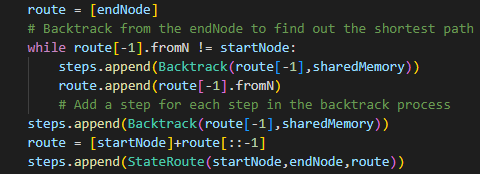 route = [endNode]
# Backtrack from the endNode to find out the shortest path
while route[-1].fromN != startNode:
    steps.append(Backtrack(route[-1],sharedMemory))
    route.append(route[-1].fromN)
    # Add a step for each step in the backtrack process
steps.append(Backtrack(route[-1],sharedMemory))
route = [startNode]+route[::-1]
steps.append(StateRoute(startNode,endNode,route))